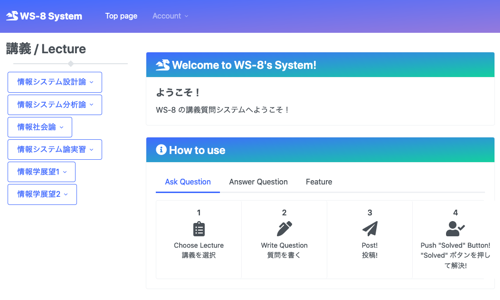 WS-8 System
Top page
Account
講義 / Lecture
情報システム設計論
情報システム分析論
情報社会論
情報システム論実習
情報学展望1
情報学展望2
Welcome to WS-8's System!
ようこそ！
WS-8 の講義質問システムへようこそ！
How to use
Ask Question
Answer Question
Feature
1
Choose Lecture
講義を選択
2
Write Question
質問を書く
3
Post!
投稿!
4
Push "Solved" Button!
"Solved" ボタンを押し
て解決!